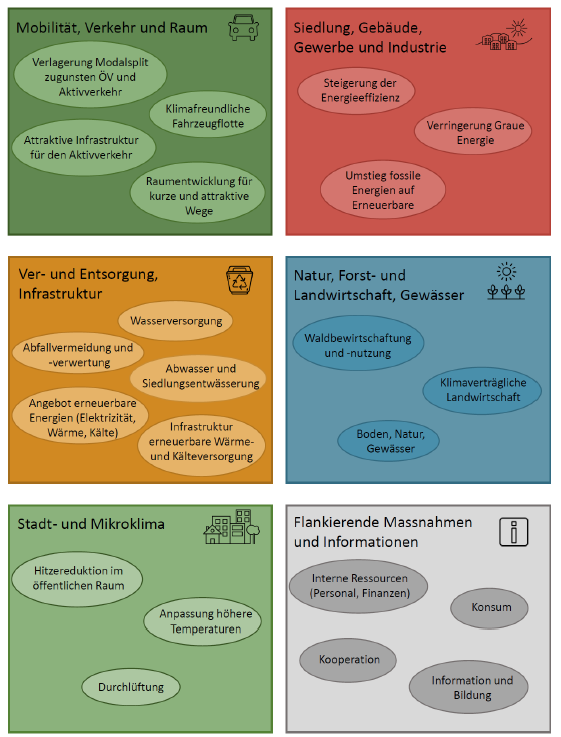 Mobilität, Verkehr und Raum
Verlagerung Modalsplit
zugunsten ÖV und
Aktivverkehr
Klimafreundliche
Fahrzeugflotte
Attraktive Infrastruktur
für den Aktivverkehr
Raumentwicklung für
kurze und attraktive
Wege
Siedlung, Gebäude,
Gewerbe und Industrie
Steigerung der
Energieeffizienz
Verringerung Graue
Energie
Umstieg fossile
Energien auf
Erneuerbare
Ver- und Entsorgung,
Infrastruktur
Wasserversorgung
Abfallvermeidung und
-verwertung
Abwasser und
Siedlungsentwässerung
Angebot erneuerbare
Energien (Elektrizität,
Wärme, Kälte)
Infrastruktur
erneuerbare Wärme-
und Kälteversorgung
Natur, Forst- und
Landwirtschaft, Gewässer
Waldbewirtschaftung
und -nutzung
Klimaverträgliche
Landwirtschaft
Boden, Natur,
Gewässer
Stadt- und Mikroklima
Hitzereduktion im
öffentlichen Raum
Anpassung höhere
Temperaturen
Durchlüftung
Flankierende Massnahmen
und Informationen
Interne Ressourcen
(Personal, Finanzen)
Konsum
Kooperation
Information und
Bildung